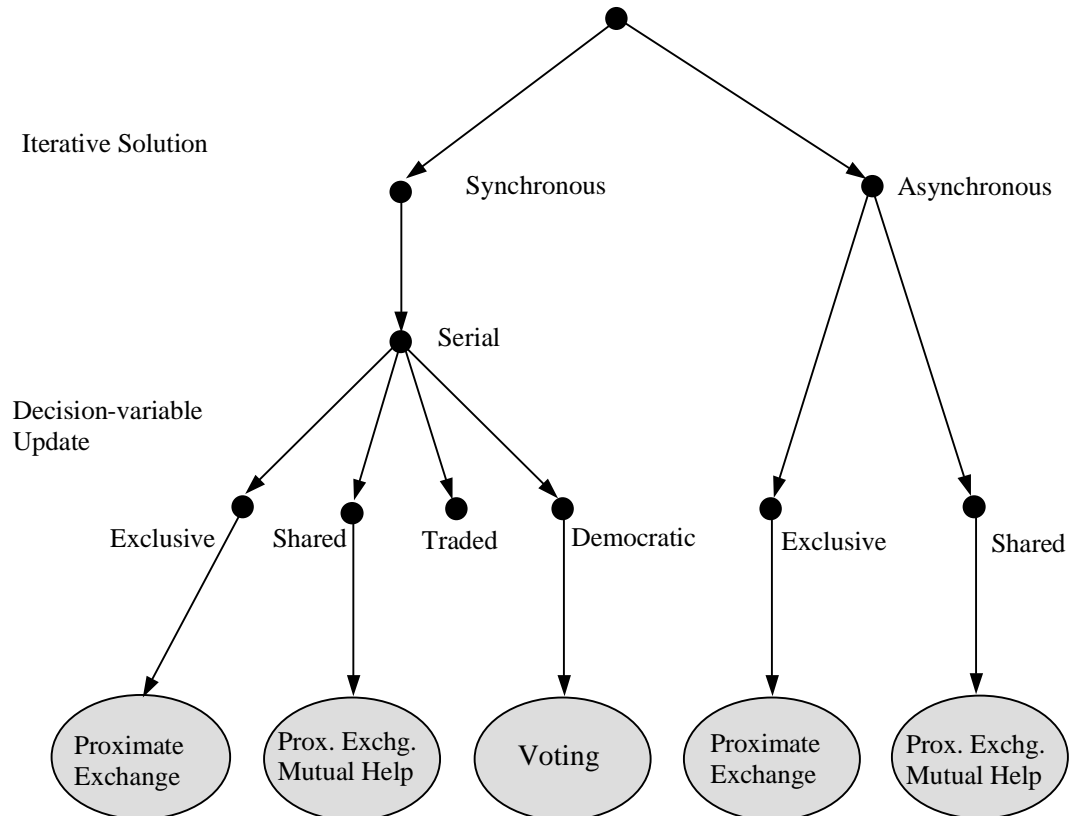 Iterative Solution
Synchronous
Asynchronous
Serial
Decision-variable
Update
Exclusive
Shared
Traded
Democratic
Exclusive
Shared
Proximate
Exchange
Prox. Exchg.
Mutual Help
Voting
Proximate
Exchange
Prox. Exchg.
Mutual Help